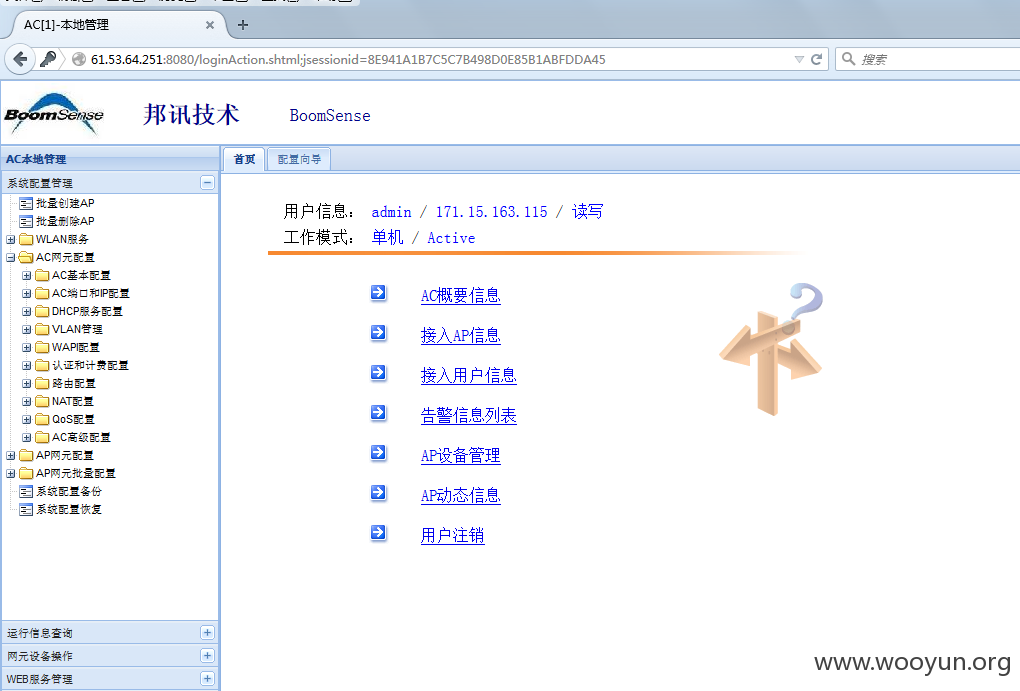 AC[1]-本地管理
61.53.64.251:8080/loginAction.shtml;jsessionid=8E941A1B7C5C7B498D0E85B1ABFDDA45
搜索
BoomSense
邦讯技术
BoomSense
AC本地管理
首页
配置向导
系统配置管理
批量创建AP
批量删除AP
WLAN服务
AC网元配置
AC基本配置
AC端口和IP配置
DHCP服务配置
VLAN管理
WAPI配置
认证和计费配置
路由配置
NAT配置
QoS配置
AC高级配置
AP网元配置
AP网元批量配置
系统配置备份
系统配置恢复
运行信息查询
网元设备操作
WEB服务管理
用户信息： admin / 171.15.163.115 / 读写
工作模式： 单机 / Active
AC概要信息
接入AP信息
接入用户信息
告警信息列表
AP设备管理
AP动态信息
用户注销
www.wooyun.org